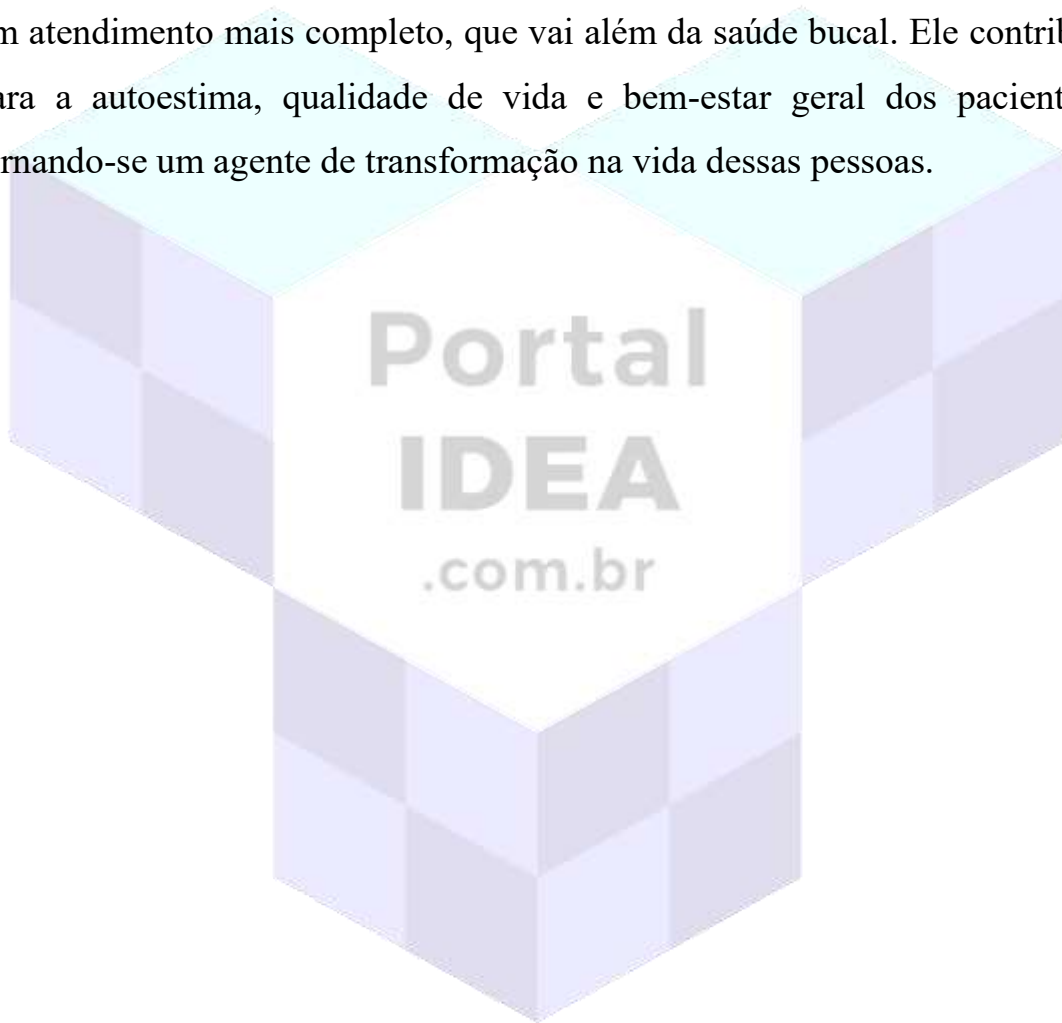 m atendimento mais completo, que vai além da saúde bucal. Ele contrib
ara a autoestima, qualidade de vida e bem-estar geral dos pacient
rnando-se um agente de transformação na vida dessas pessoas.
Portal
IDEA
.com.br